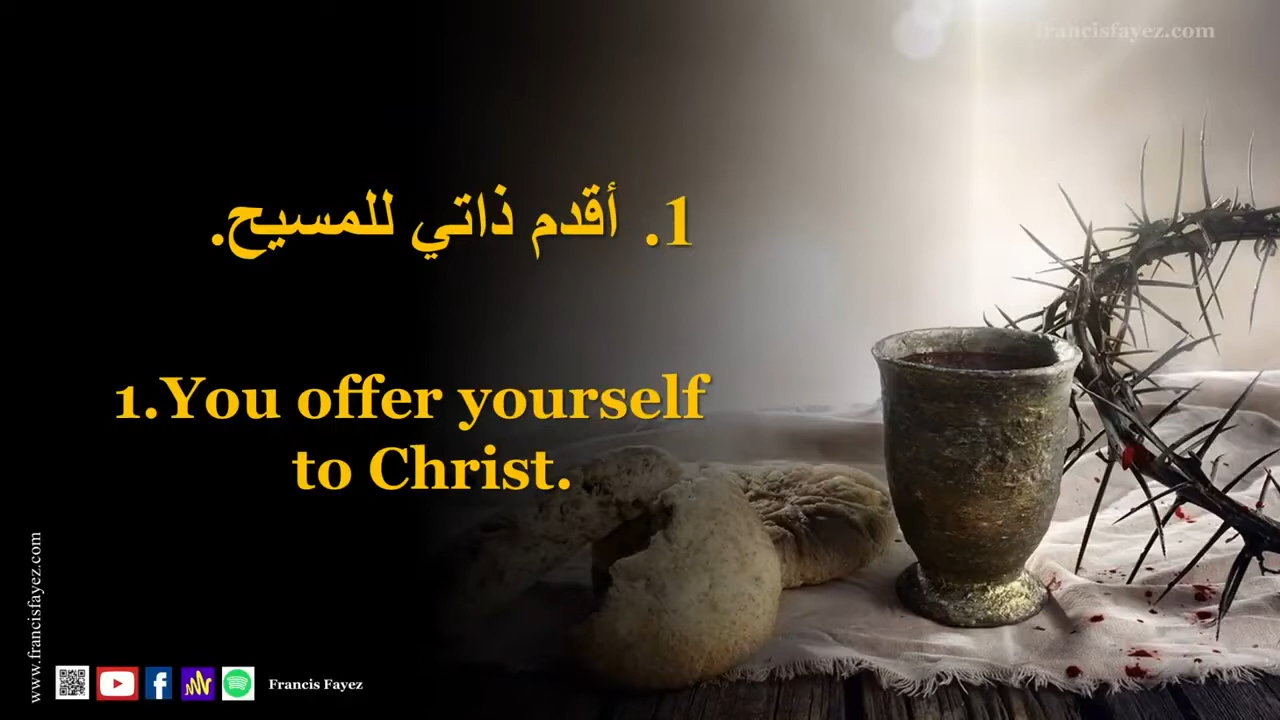 francisfayez.com
1. أقدم ذاتي للمسيح.
1.You offer yourself
to Christ.
www.francisfayez.com
Francis Fayez